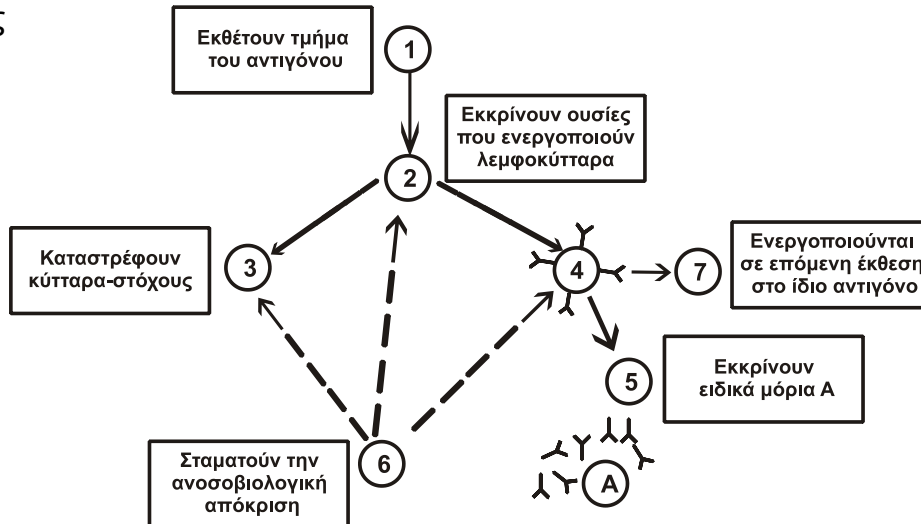 ς
Εκθέτουν τμήμα
του αντιγόνου
1
Εκκρίνουν ουσίες
που ενεργοποιούν
λεμφοκύτταρα
2
Καταστρέφουν
κύτταρα-στόχους
3
4
7
Ενεργοποιούνται
σε επόμενη έκθεση
στο ίδιο αντιγόνο
5
Εκκρίνουν
ειδικά μόρια Α
Σταματούν την
ανοσοβιολογική
απόκριση
6
Α